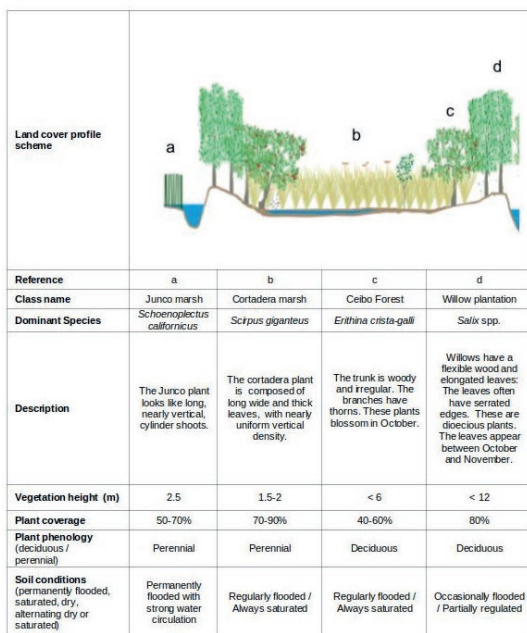 Land cover profile
scheme
a
b
c
d
Reference a b c d
Class name Junco marsh Cortadera marsh Ceibo Forest Willow plantation
Dominant Species Schoenoplectus californicus Scirpus giganteus Erithina crista-galli Salix spp.
Description
The Junco plant
looks like long,
nearly vertical,
cylinder shoots.
The cortadera plant
is composed of
long wide and thick
leaves, with nearly
uniform vertical
density.
The trunk is woody
and irregular. The
branches have
thorns. These plants
blossom in October.
Willows have a
flexible wood and
elongated leaves:
The leaves often
have serrated
edges. These are
dioecious plants.
The leaves appear
between October
and November.
Vegetation height (m) 2.5 1.5-2 < 6 < 12
Plant coverage 50-70% 70-90% 40-60% 80%
Plant phenology
(deciduous /
perennial)
Perennial Perennial Deciduous Deciduous
Soil conditions
(permanently flooded,
saturated, dry,
alternating dry or
saturated)
Permanently
flooded with
strong water
circulation
Regularly flooded /
Always saturated
Regularly flooded /
Always saturated
Occasionally flooded
/ Partially regulated